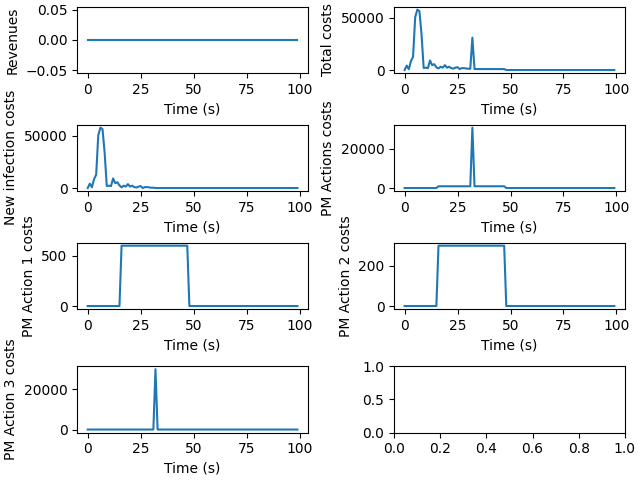 Revenues
0.05
0.00
−0.05
0 25 50 75 100
Time (s)
Total costs
50000
0
0 25 50 75 100
Time (s)
New infection costs
50000
0
0 25 50 75 100
Time (s)
PM Actions costs
20000
0
0 25 50 75 100
Time (s)
PM Action 1 costs
500
0
0 25 50 75 100
Time (s)
PM Action 2 costs
200
0
0 25 50 75 100
Time (s)
PM Action 3 costs
20000
0
0 25 50 75 100
Time (s)
1.0
0.5
0.0
0.0 0.2 0.4 0.6 0.8 1.0